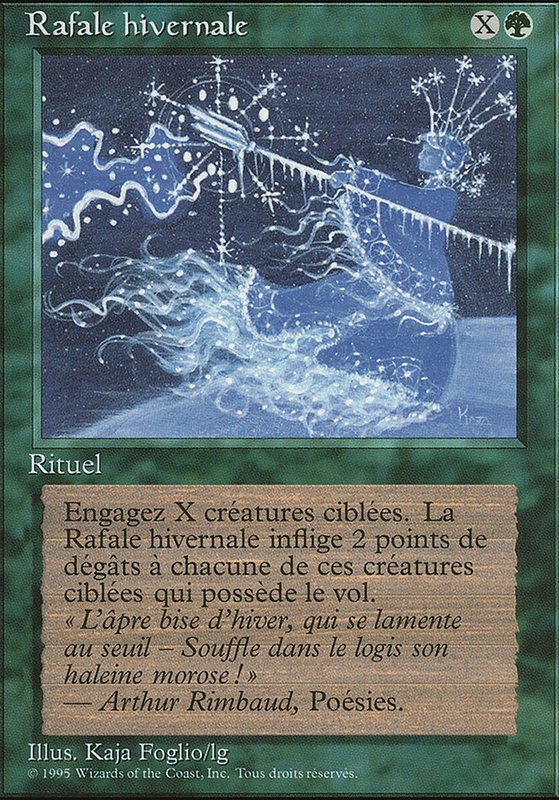 Rafale hivernale X
Rituel
Engagez X créatures ciblées. La
Rafale hivernale inflige 2 points de
dégâts à chacune de ces créatures
ciblées qui possède le vol.
« L'âpre bise d'hiver, qui se lamente
au seuil – Souffle dans le logis son
haleine morose ! »
— Arthur Rimbaud, Poésies.
Illus. Kaja Foglio/lg
© 1995 Wizards of the Coast, Inc. Tous droits réservés.